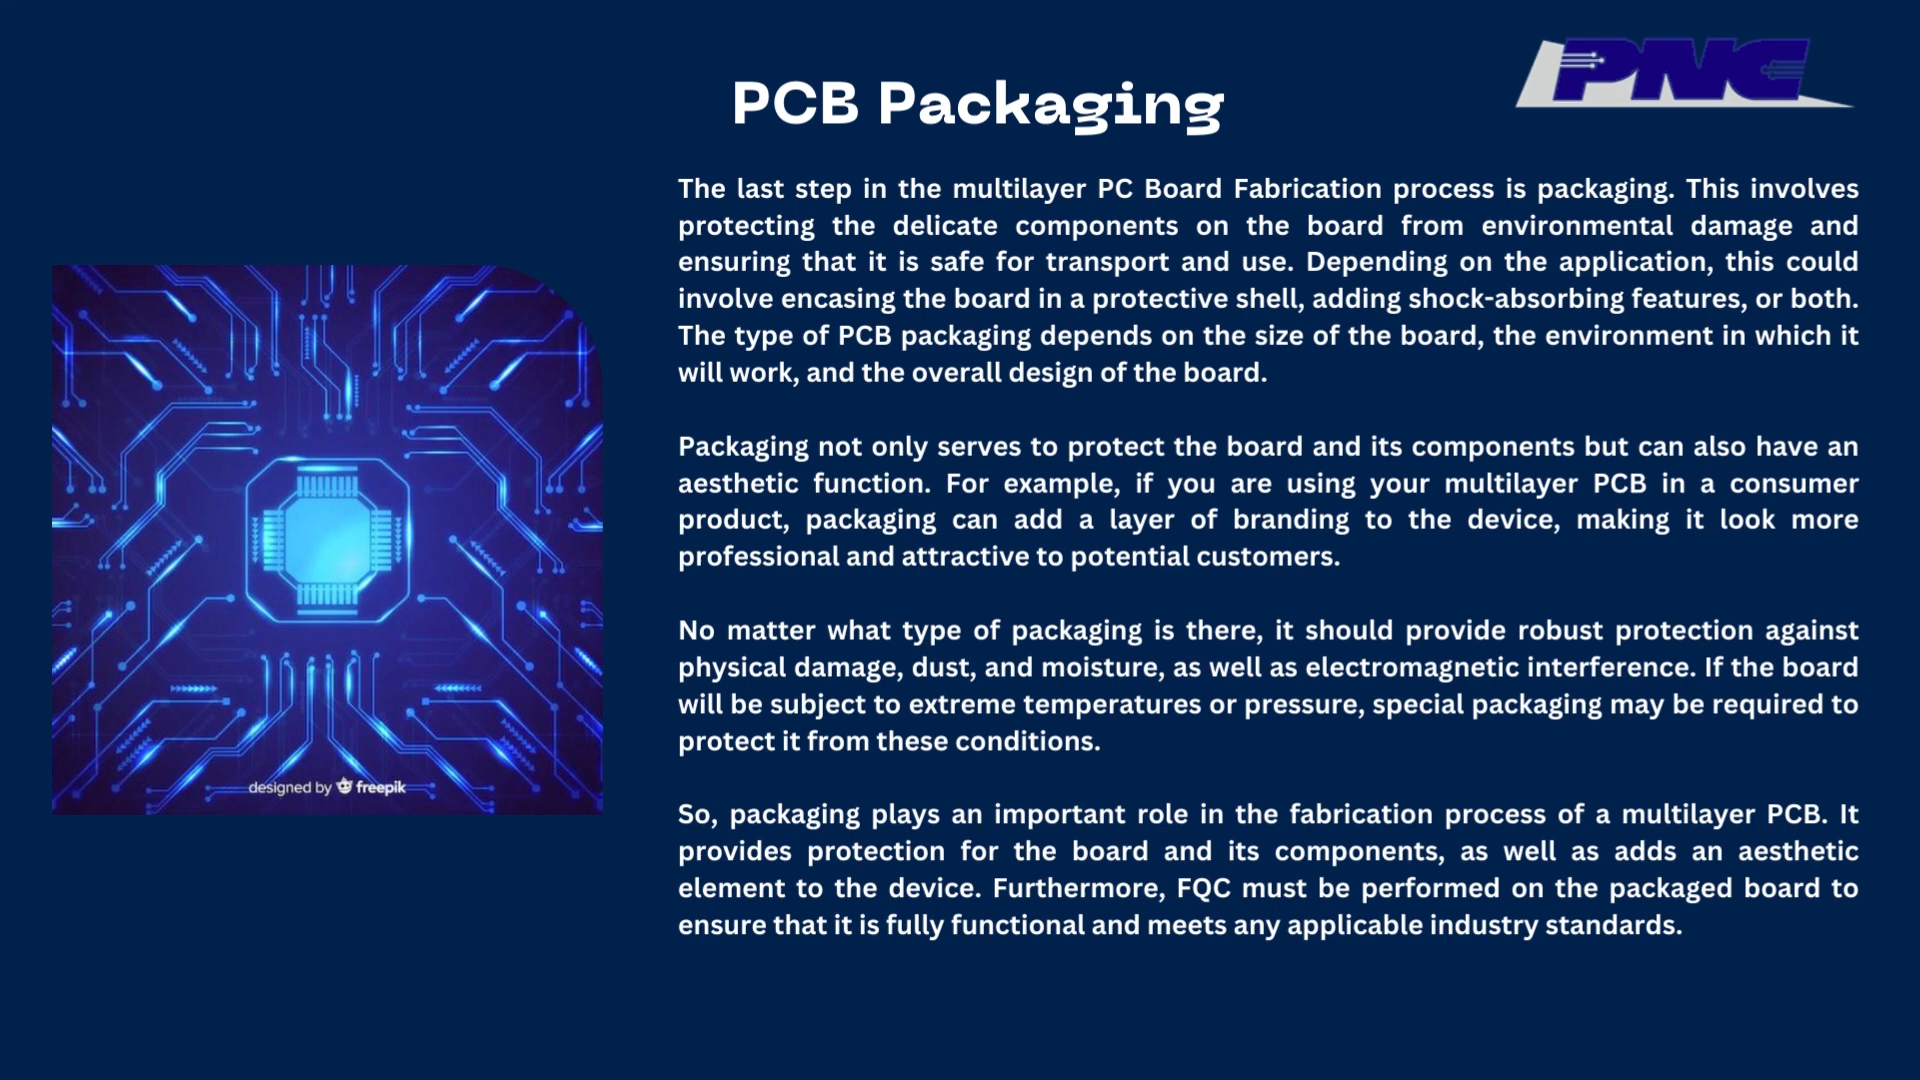 PNC
PCB Packaging
The last step in the multilayer PC Board Fabrication process is packaging. This involves
protecting the delicate components on the board from environmental damage and
ensuring that it is safe for transport and use. Depending on the application, this could
involve encasing the board in a protective shell, adding shock-absorbing features, or both.
The type of PCB packaging depends on the size of the board, the environment in which it
will work, and the overall design of the board.
Packaging not only serves to protect the board and its components but can also have an
aesthetic function. For example, if you are using your multilayer PCB in a consumer
product, packaging can add a layer of branding to the device, making it look more
professional and attractive to potential customers.
No matter what type of packaging is there, it should provide robust protection against
physical damage, dust, and moisture, as well as electromagnetic interference. If the board
will be subject to extreme temperatures or pressure, special packaging may be required to
protect it from these conditions.
So, packaging plays an important role in the fabrication process of a multilayer PCB. It
provides protection for the board and its components, as well as adds an aesthetic
element to the device. Furthermore, FQC must be performed on the packaged board to
ensure that it is fully functional and meets any applicable industry standards.
designed by freepik